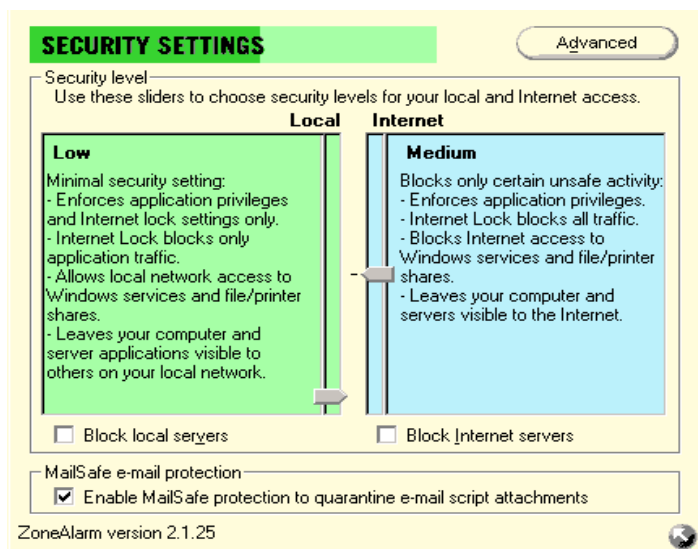 SECURITY SETTINGS
Advanced
Security level
Use these sliders to choose security levels for your local and Internet access.
Local
Internet
Low
Minimal security setting:
- Enforces application privileges
and Internet lock settings only.
- Internet Lock blocks only
application traffic.
- Allows local network access to
Windows services and file/printer
shares.
- Leaves your computer and
server applications visible to
others on your local network.
Medium
Blocks only certain unsafe activity:
- Enforces application privileges.
- Internet Lock blocks all traffic.
- Blocks Internet access to
Windows services and file/printer
shares.
- Leaves your computer and
servers visible to the Internet.
Block local servers
Block Internet servers
MailSafe e-mail protection
Enable MailSafe protection to quarantine e-mail script attachments
ZoneAlarm version 2.1.25